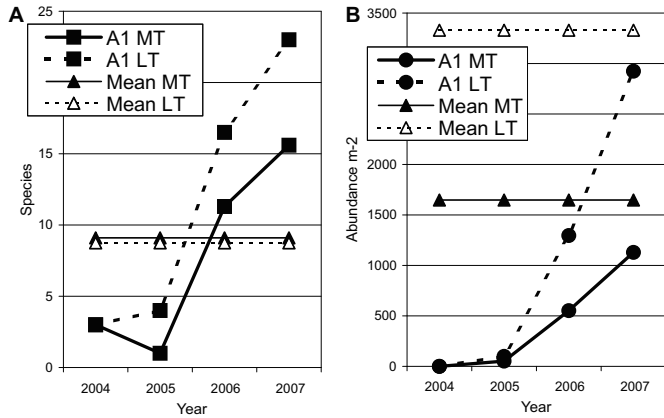 A
25
A1 MT
A1 LT
Mean MT
Mean LT
15
10
5
0
Species
2004 2005 2006 2007
Year
B
3500
A1 MT
A1 LT
Mean MT
Mean LT
2000
1500
1000
500
0
Abundance m-2
2004 2005 2006 2007
Year